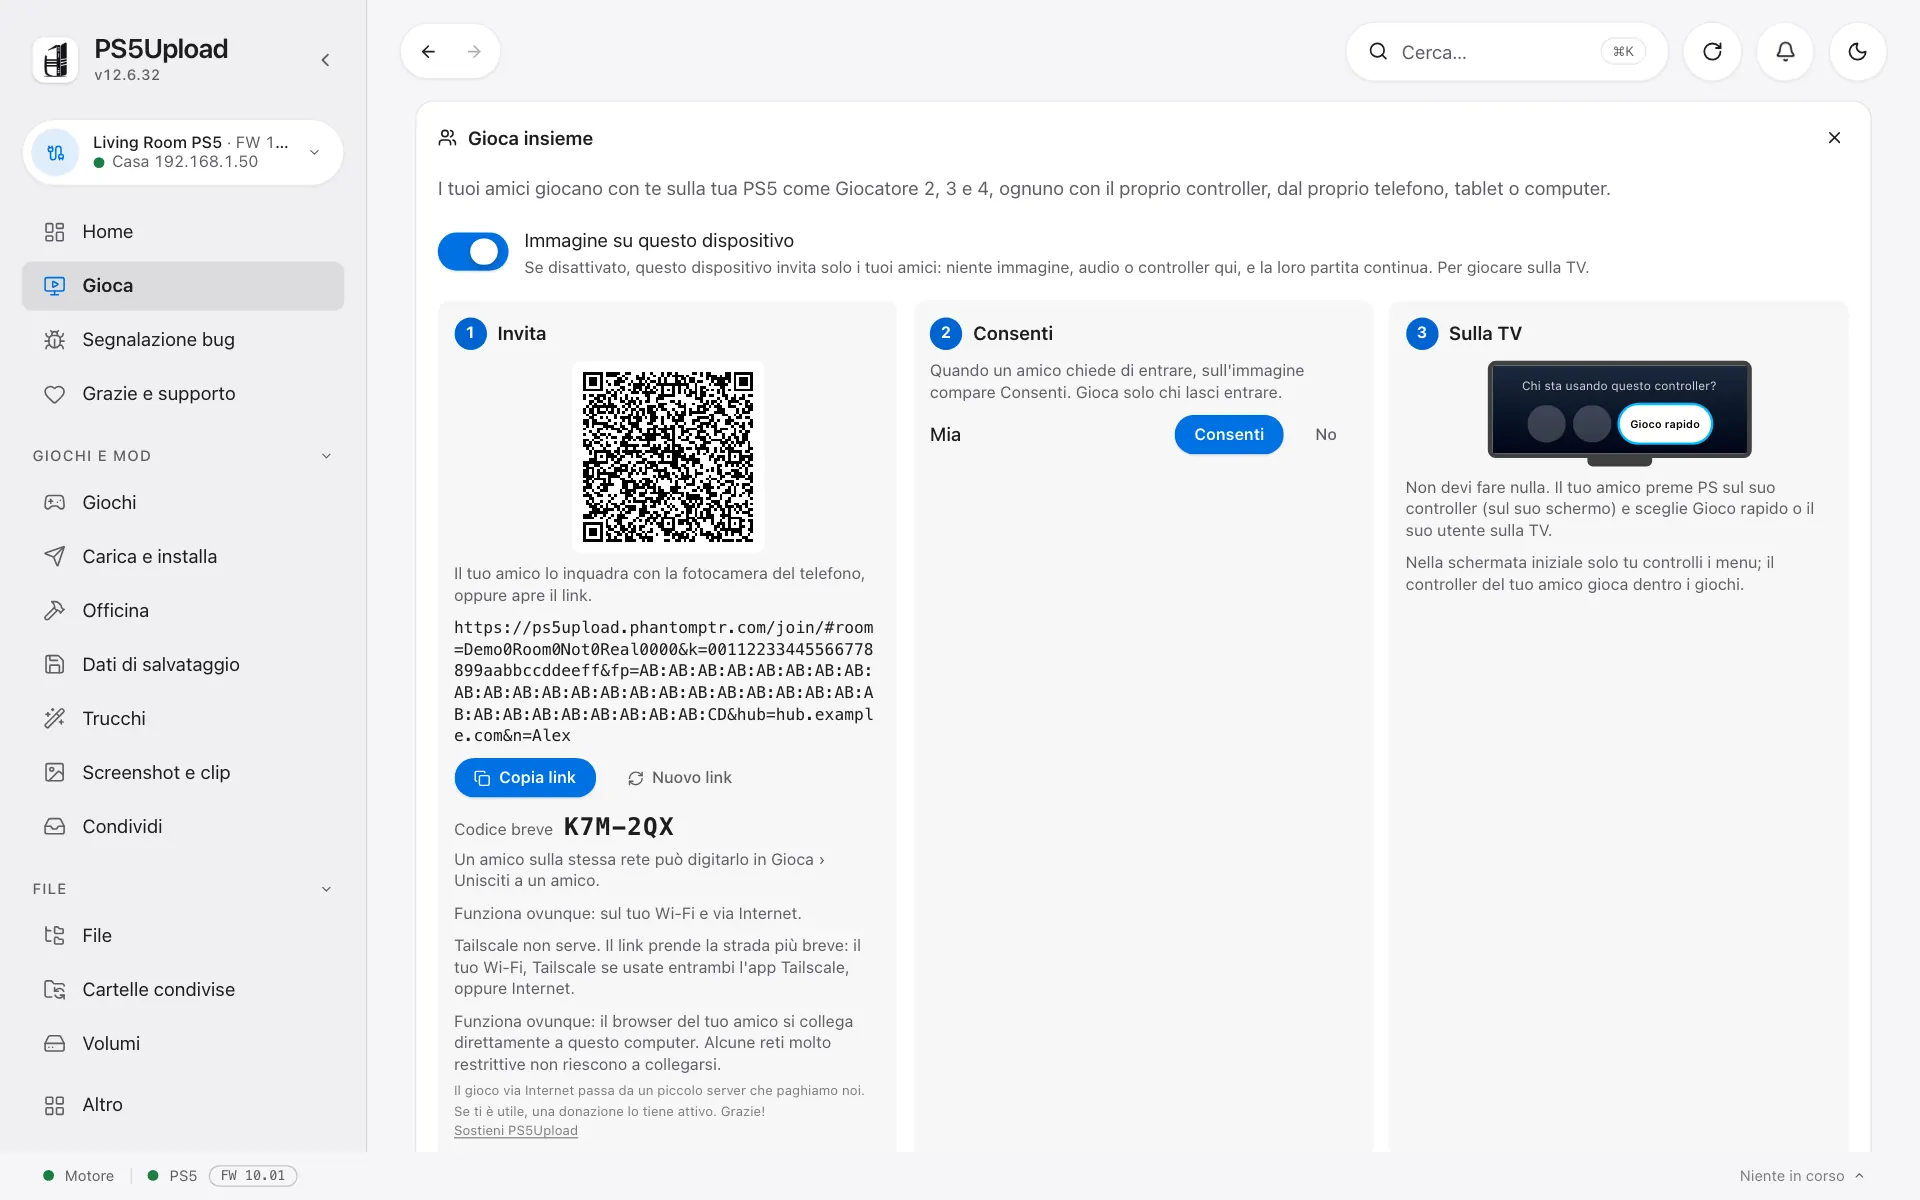 PS5Upload
v12.6.32
Living Room PS5 · FW 1...
Casa 192.168.1.50
Home
Gioca
Segnalazione bug
Grazie e supporto
GIOCHI E MOD
Giochi
Carica e installa
Officina
Dati di salvataggio
Trucchi
Screenshot e clip
Condividi
FILE
File
Cartelle condivise
Volumi
Altro
Cerca...
⌘K
Gioca insieme
I tuoi amici giocano con te sulla tua PS5 come Giocatore 2, 3 e 4, ognuno con il proprio controller, dal proprio telefono, tablet o computer.
Immagine su questo dispositivo
Se disattivato, questo dispositivo invita solo i tuoi amici: niente immagine, audio o controller qui, e la loro partita continua. Per giocare sulla TV.
1 Invita
Il tuo amico lo inquadra con la fotocamera del telefono,
oppure apre il link.
https://ps5upload.phantomptr.com/join/#room
=Demo0Room0Not0Real0000&k=00112233445566778
899aabbccddeeff&fp=AB:AB:AB:AB:AB:AB:AB:AB:
AB:AB:AB:AB:AB:AB:AB:AB:AB:AB:AB:AB:AB:AB:A
B:AB:AB:AB:AB:AB:AB:AB:AB:CD&hub=hub.exampl
e.com&n=Alex
Copia link
Nuovo link
Codice breve K7M-2QX
Un amico sulla stessa rete può digitarlo in Gioca ›
Unisciti a un amico.
Funziona ovunque: sul tuo Wi-Fi e via Internet.
Tailscale non serve. Il link prende la strada più breve: il
tuo Wi-Fi, Tailscale se usate entrambi l'app Tailscale,
oppure Internet.
Funziona ovunque: il browser del tuo amico si collega
direttamente a questo computer. Alcune reti molto
restrittive non riescono a collegarsi.
Il gioco via Internet passa da un piccolo server che paghiamo noi.
Se ti è utile, una donazione lo tiene attivo. Grazie!
Sostieni PS5Upload
2 Consenti
Quando un amico chiede di entrare, sull'immagine
compare Consenti. Gioca solo chi lasci entrare.
Mia
Consenti
No
3 Sulla TV
Chi sta usando questo controller?
Gioco rapido
Non devi fare nulla. Il tuo amico preme PS sul suo
controller (sul suo schermo) e sceglie Gioco rapido o il
suo utente sulla TV.
Nella schermata iniziale solo tu controlli i menu; il
controller del tuo amico gioca dentro i giochi.
Motore
PS5
FW 10.01
Niente in corso